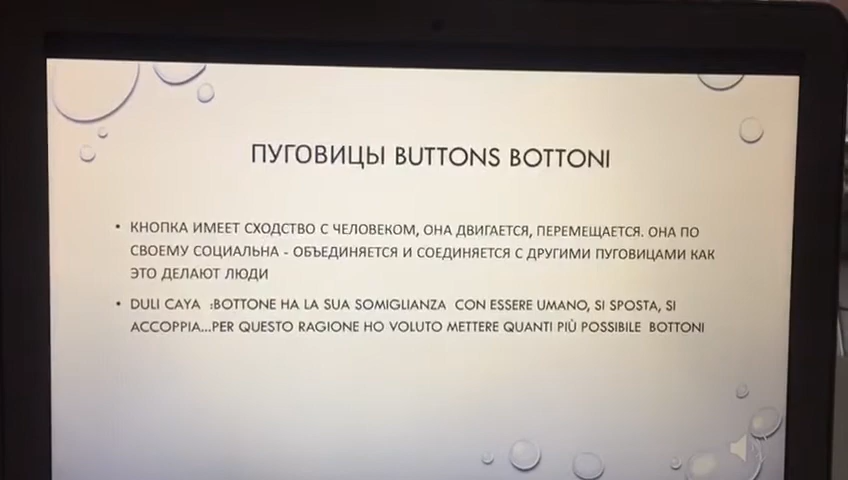 ПУГОВИЦЫ BUTTONS BOTTONI
• КНОПКА ИМЕЕТ СХОДСТВО С ЧЕЛОВЕКОМ, ОНА ДВИГАЕТСЯ, ПЕРЕМЕЩАЕТСЯ. ОНА ПО
СВОЕМУ СОЦИАЛЬНА - ОБЪЕДИНЯЕТСЯ И СОЕДИНЯЕТСЯ С ДРУГИМИ ПУГОВИЦАМИ КАК
ЭТО ДЕЛАЮТ ЛЮДИ
• DULI CAYA :BOTTONE HA LA SUA SOMIGLIANZA CON ESSERE UMANO, SI SPOSTA, SI
ACCOPPIA...PER QUESTO RAGIONE HO VOLUTO METTERE QUANTI PIÙ POSSIBILE BOTTONI